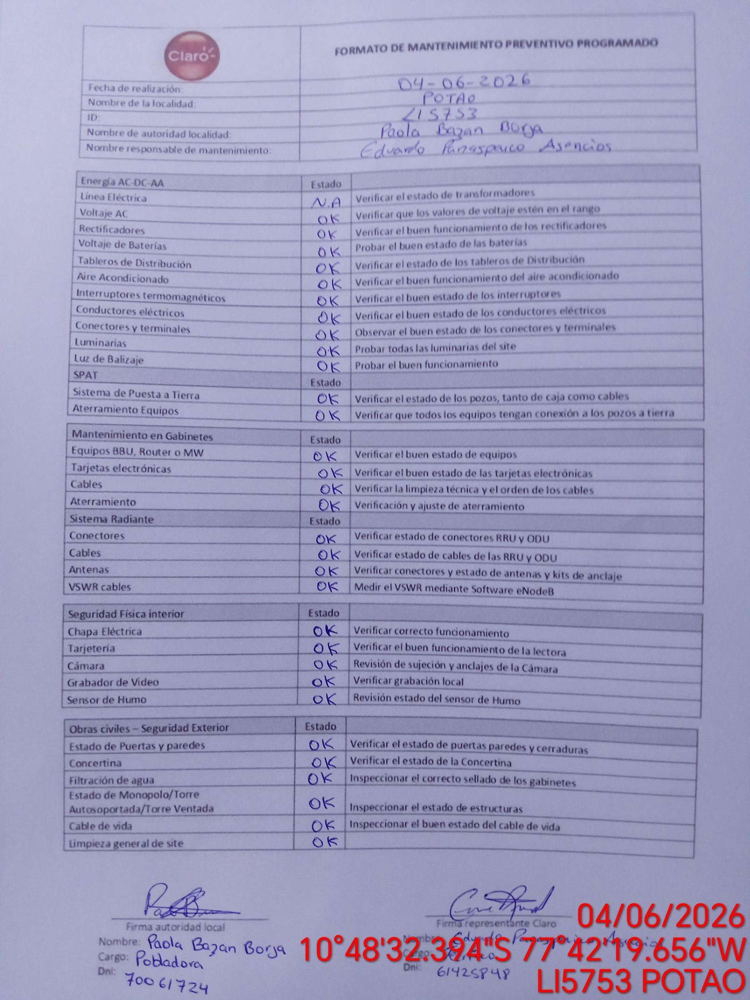 Claro
FORMATO DE MANTENIMIENTO PREVENTIVO PROGRAMADO
Fecha de realización: 04-06-2026
Nombre de la localidad: POTAO
ID: LI5753
Nombre de autoridad localidad: Paola Bazan Borja
Nombre responsable de mantenimiento: Eduardo Asencios
Energía AC-DC-AA Estado
Línea Eléctrica N.A Verificar el estado de transformadores
Voltaje AC OK Verificar que los valores de voltaje estén en el rango
Rectificadores OK Verificar el buen funcionamiento de los rectificadores
Voltaje de Baterías OK Probar el buen estado de las baterías
Tableros de Distribución OK Verificar el estado de los tableros de Distribución
Aire Acondicionado OK Verificar el buen funcionamiento del aire acondicionado
Interruptores termomagnéticos OK Verificar el buen estado de los interruptores
Conductores eléctricos OK Verificar el buen estado de los conductores eléctricos
Conectores y terminales OK Observar el buen estado de los conectores y terminales
Luminarias OK Probar todas las luminarias del site
Luz de Balizaje OK Probar el buen funcionamiento
SPAT Estado
Sistema de Puesta a Tierra OK Verificar el estado de los pozos, tanto de caja como cables
Aterramiento Equipos OK Verificar que todos los equipos tengan conexión a los pozos a tierra
Mantenimiento en Gabinetes Estado
Equipos BBU, Router o MW OK Verificar el buen estado de equipos
Tarjetas electrónicas OK Verificar el buen estado de las tarjetas electrónicas
Cables OK Verificar la limpieza técnica y el orden de los cables
Aterramiento OK Verificación y ajuste de aterramiento
Sistema Radiante Estado
Conectores OK Verificar estado de conectores RRU y ODU
Cables OK Verificar estado de cables de las RRU y ODU
Antenas OK Verificar conectores y estado de antenas y kits de anclaje
VSWR cables OK Medir el VSWR mediante Software eNodeB
Seguridad Física interior Estado
Chapa Eléctrica OK Verificar correcto funcionamiento
Tarjetería OK Verificar el buen funcionamiento de la lectora
Cámara OK Revisión de sujeción y anclajes de la Cámara
Grabador de Video OK Verificar grabación local
Sensor de Humo OK Revisión estado del sensor de Humo
Obras civiles – Seguridad Exterior Estado
Estado de Puertas y paredes OK Verificar el estado de puertas paredes y cerraduras
Concertina OK Verificar el estado de la Concertina
Filtración de agua OK Inspeccionar el correcto sellado de los gabinetes
Estado de Monopolo/Torre
Autosoportada/Torre Ventada OK Inspeccionar el estado de estructuras
Cable de vida OK Inspeccionar el buen estado del cable de vida
Limpieza general de site OK
Firma autoridad local
Nombre: Paola Bazan Borja
Cargo: Pobladora
Dni: 70061724
Firma representante Claro
Nombre: Eduardo
Cargo: Técnico
Dni: 61425848
04/06/2026
10°48'32.394"S 77°42'19.656"W
LI5753 POTAO